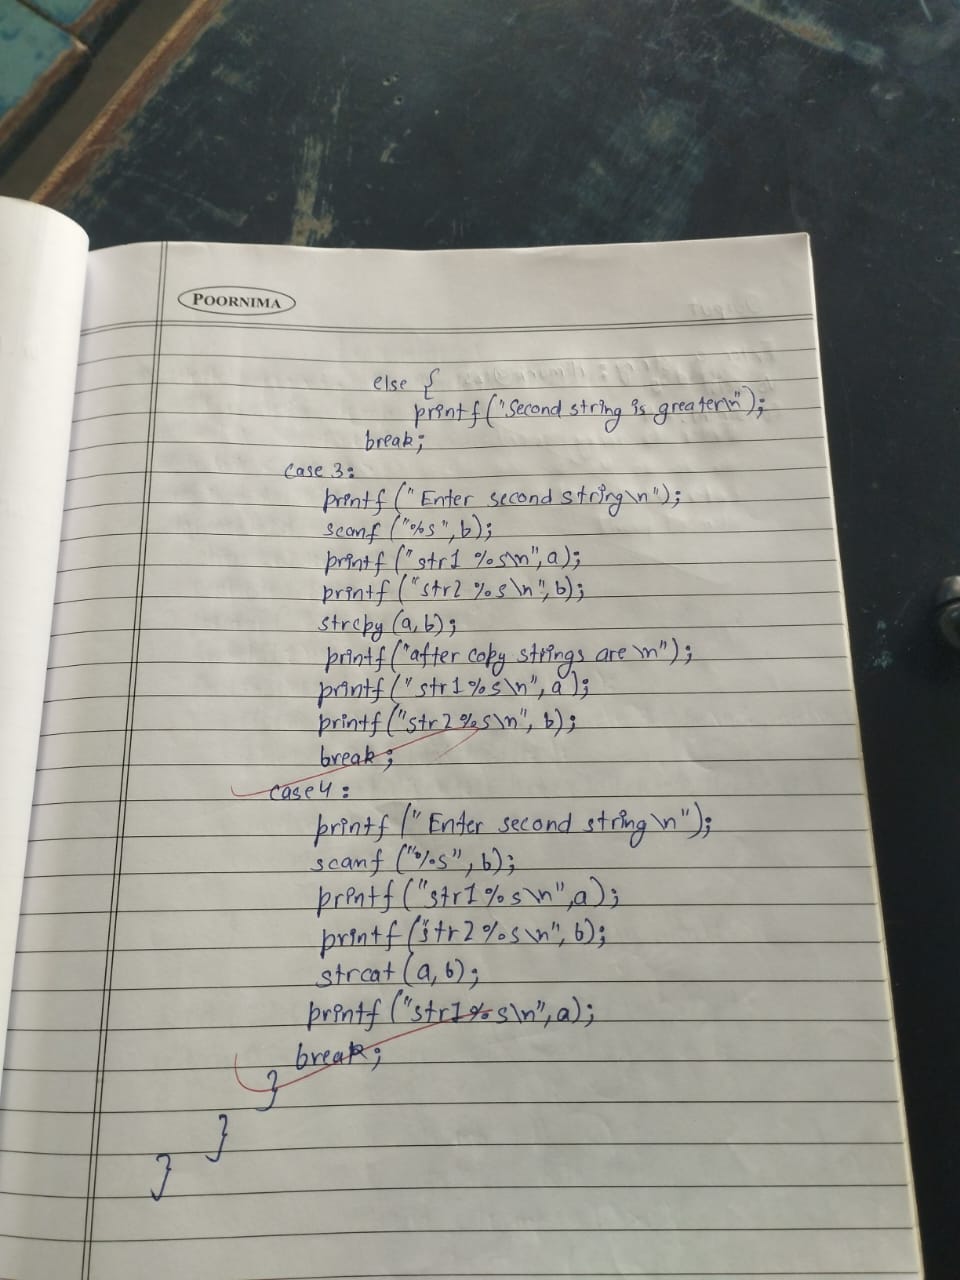 POORNIMA
else {
printf("Second string is greater\n");
break;
case 3:
printf ("Enter second string\n");
scanf ("%s", b);
printf ("str1 %s\n", a);
printf ("str2 %s\n", b);
strcpy (a, b);
printf("after copy strings are \n");
printf ("str1%s\n", a);
printf ("str2%s\n", b);
break;
case 4:
printf ("Enter second string\n");
scanf ("%s", b);
printf ("str1%s\n", a);
printf ("str2%s\n", b);
strcat (a, b);
printf ("str1%s\n", a);
break;
}
}
}